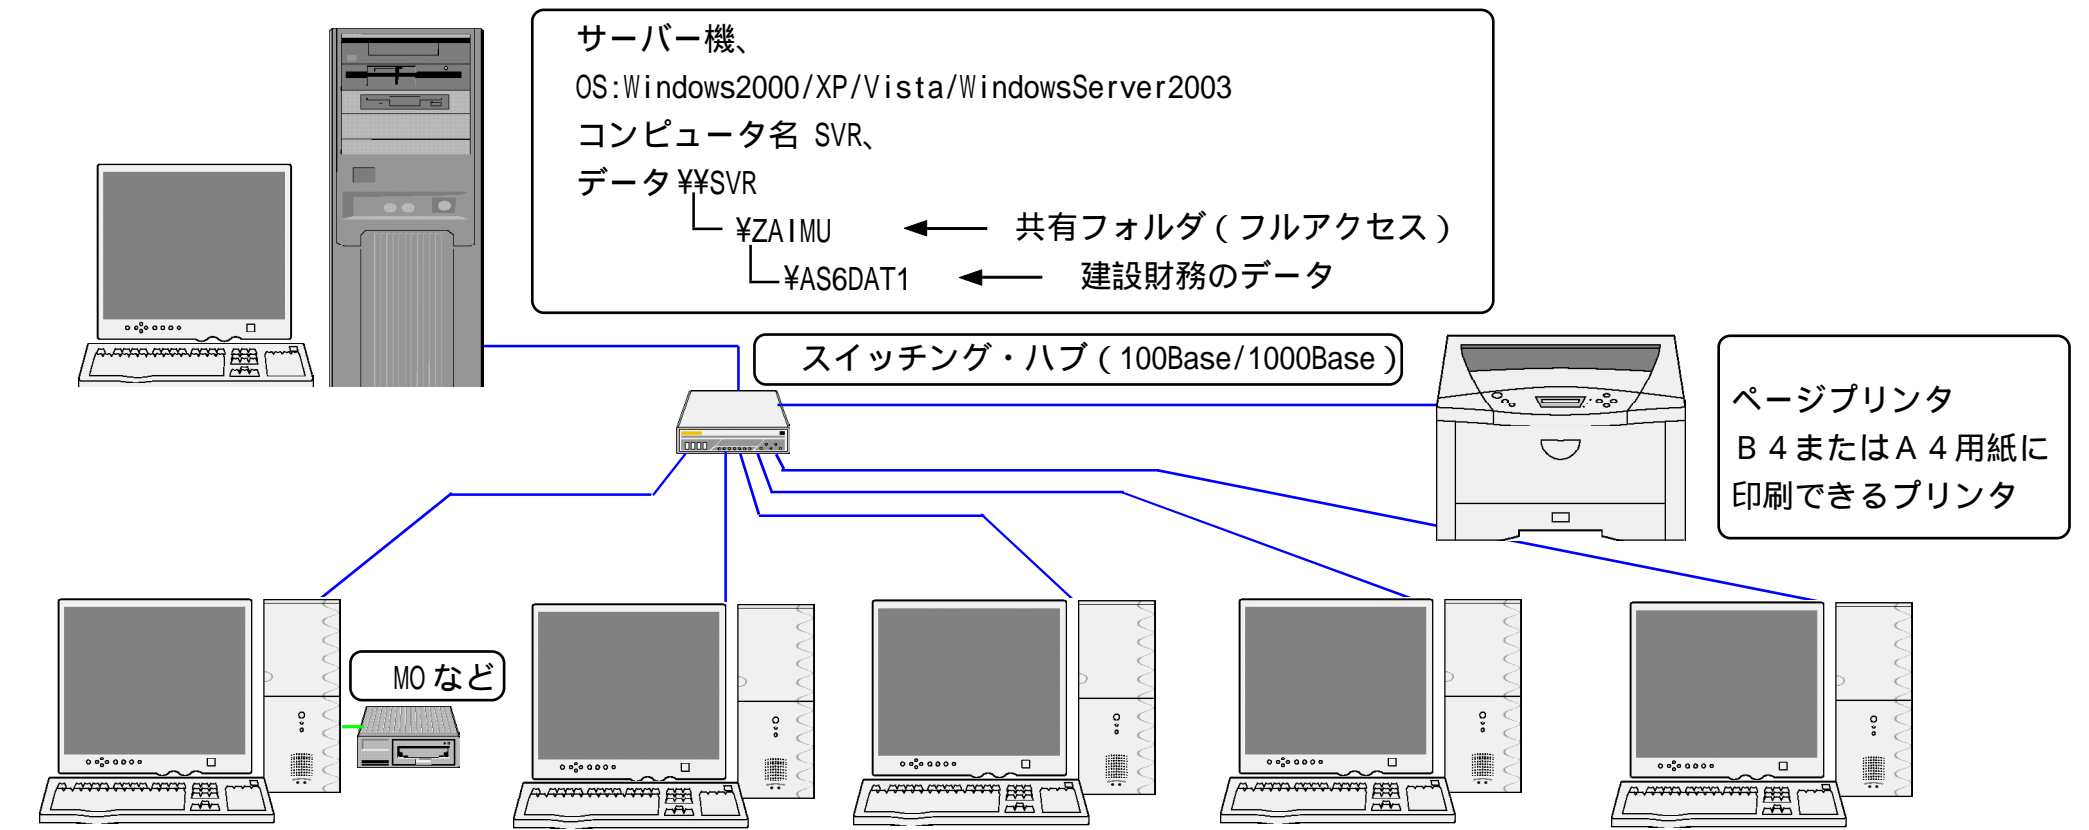 サーバー機、
OS:Windows2000/XP/Vista/WindowsServer2003
コンピュータ名 SVR、
データ¥¥SVR
¥ZAIMU 共有フォルダ(フルアクセス)
¥AS6DAT1 建設財務のデータ
スイッチング・ハブ(100Base/1000Base)
ページプリンタ
B4またはA4用紙に
印刷できるプリンタ
MOなど